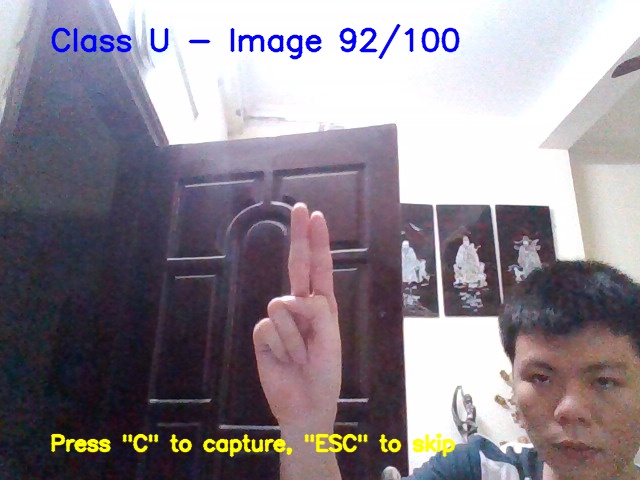 Class U - Image 92/100
Press "C" to capture, "ESC" to skip